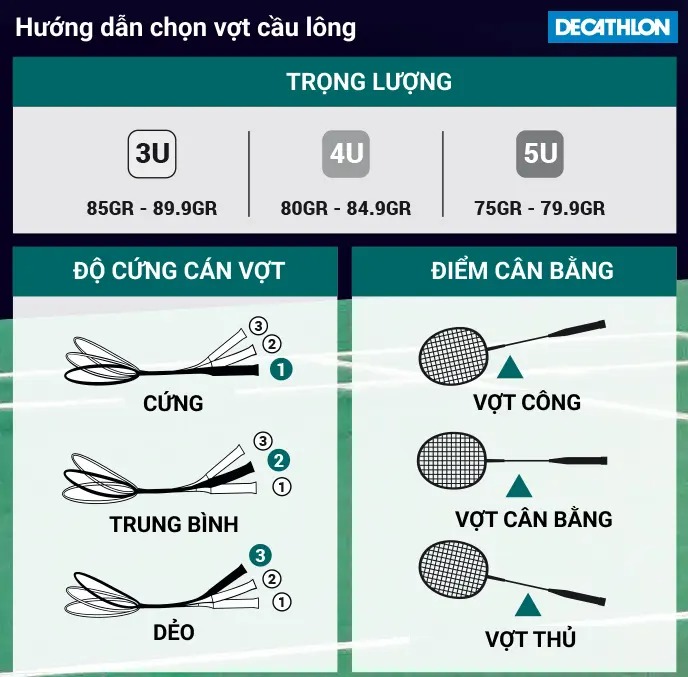 Hướng dẫn chọn vợt cầu lông
DECATHLON
TRỌNG LƯỢNG
3U
4U
5U
85GR - 89.9GR
80GR - 84.9GR
75GR - 79.9GR
ĐỘ CỨNG CÁN VỢT
3
2
1
CỨNG
3
2
1
TRUNG BÌNH
3
2
1
DẺO
ĐIỂM CÂN BẰNG
VỢT CÔNG
VỢT CÂN BẰNG
VỢT THỦ